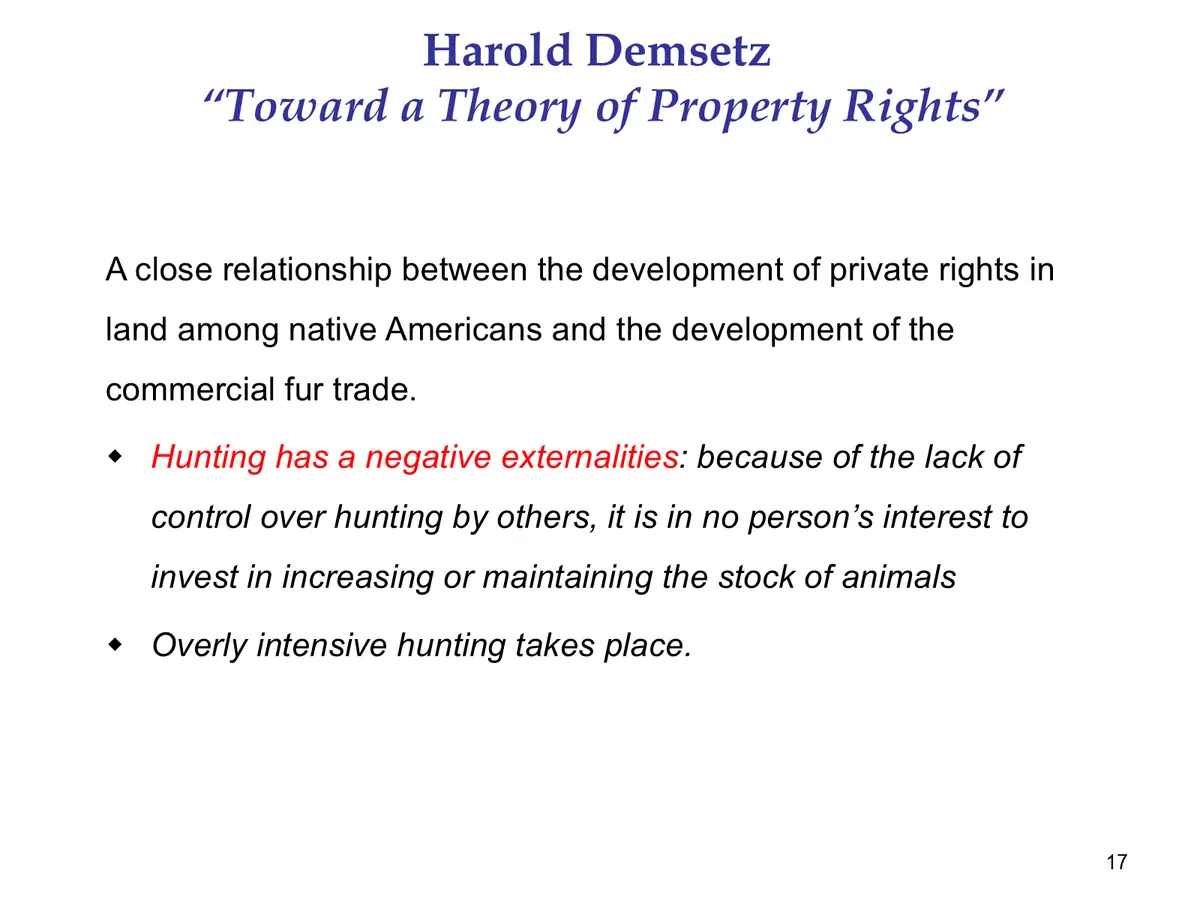 Harold Demsetz
“Toward a Theory of Property Rights”
A close relationship between the development of private rights in
land among native Americans and the development of the
commercial fur trade.
◆ Hunting has a negative externalities: because of the lack of
control over hunting by others, it is in no person’s interest to
invest in increasing or maintaining the stock of animals
◆ Overly intensive hunting takes place.
17